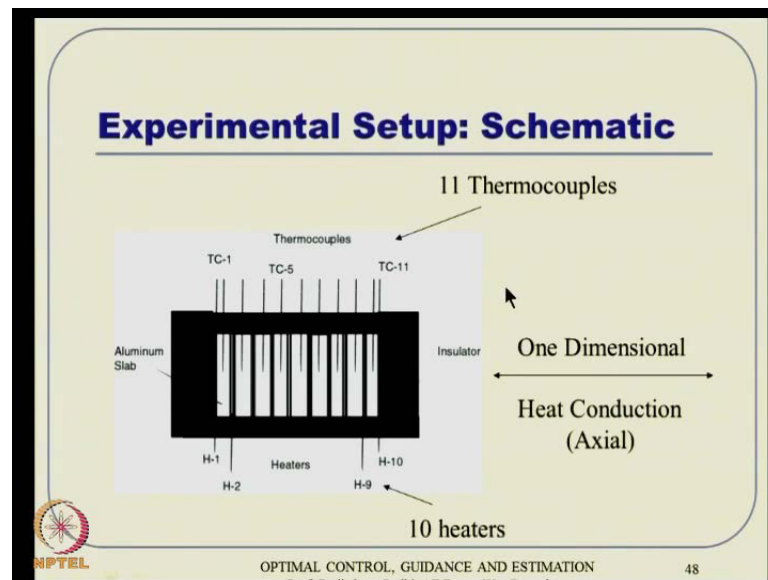 Experimental Setup: Schematic
11 Thermocouples
Thermocouples
TC-1
TC-5
TC-11
Aluminum
Slab
Insulator
One Dimensional
Heat Conduction
(Axial)
H-1
Heaters
H-10
H-2
H-9
10 heaters
NPTEL
OPTIMAL CONTROL, GUIDANCE AND ESTIMATION
48